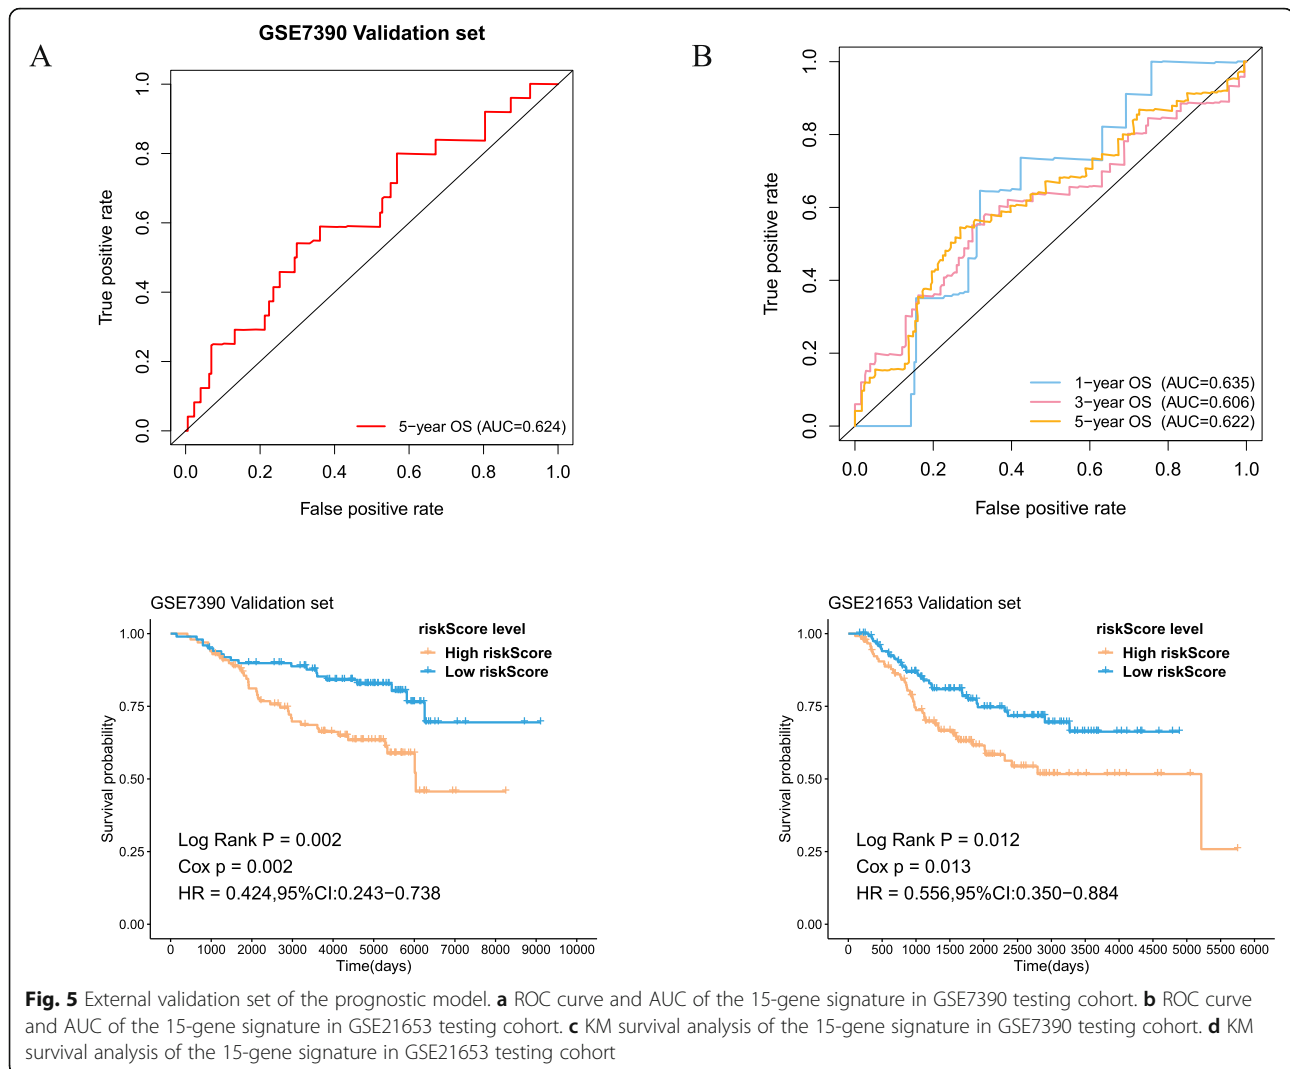 GSE7390 Validation set
A
True positive rate
1.0
0.8
0.6
0.4
0.2
0.0
5−year OS (AUC=0.624)
0.0 0.2 0.4 0.6 0.8 1.0
False positive rate
B
True positive rate
1.0
0.8
0.6
0.4
0.2
0.0
1−year OS (AUC=0.635)
3−year OS (AUC=0.606)
5−year OS (AUC=0.622)
0.0 0.2 0.4 0.6 0.8 1.0
False positive rate
GSE7390 Validation set
riskScore level
High riskScore
Low riskScore
Survival probability
1.00
0.75
0.50
0.25
0.00
Log Rank P = 0.002
Cox p = 0.002
HR = 0.424,95%CI:0.243−0.738
0 1000 2000 3000 4000 5000 6000 7000 8000 9000 10000
Time(days)
GSE21653 Validation set
riskScore level
High riskScore
Low riskScore
Survival probability
1.00
0.75
0.50
0.25
0.00
Log Rank P = 0.012
Cox p = 0.013
HR = 0.556,95%CI:0.350−0.884
0 500 1000 1500 2000 2500 3000 3500 4000 4500 5000 5500 6000
Time(days)
Fig. 5 External validation set of the prognostic model. a ROC curve and AUC of the 15-gene signature in GSE7390 testing cohort. b ROC curve
and AUC of the 15-gene signature in GSE21653 testing cohort. c KM survival analysis of the 15-gene signature in GSE7390 testing cohort. d KM
survival analysis of the 15-gene signature in GSE21653 testing cohort